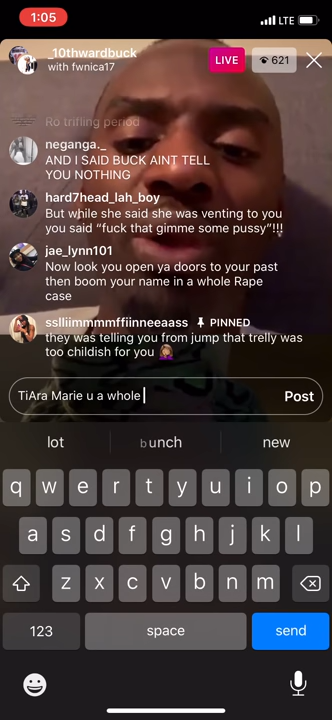 1:05
LTE
_10thwardbuck
with fwnica17
LIVE
621
Ro trifling period
neganga._
AND I SAID BUCK AINT TELL
YOU NOTHING
hard7head_lah_boy
But while she said she was venting to you
you said “fuck that gimme some pussy”!!!
jae_lynn101
Now look you open ya doors to your past
then boom your name in a whole Rape
case
sslliimmmmffiinneeaass PINNED
they was telling you from jump that trelly was
too childish for you 🤦🏽‍♀️
TiAra Marie u a whole
Post
lot
bunch
new
q w e r t y u i o p
a s d f g h j k l
z x c v b n m
123
space
send